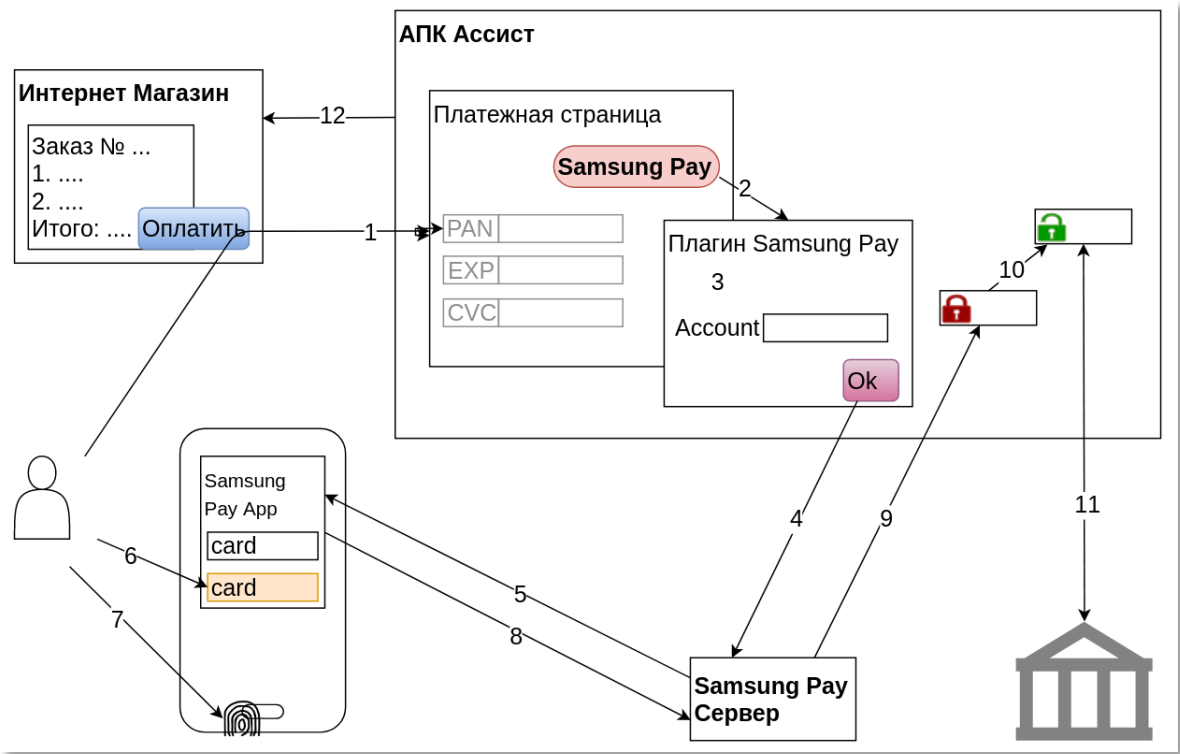 АПК Ассист
Интернет Магазин
Заказ № ...
1. ....
2. ....
Итого: ....
Оплатить
12
1
Платежная страница
Samsung Pay
2
PAN
EXP
CVC
Плагин Samsung Pay
3
Account
Ok
10
11
4
9
Samsung
Pay App
card
card
6
7
5
8
Samsung Pay
Сервер